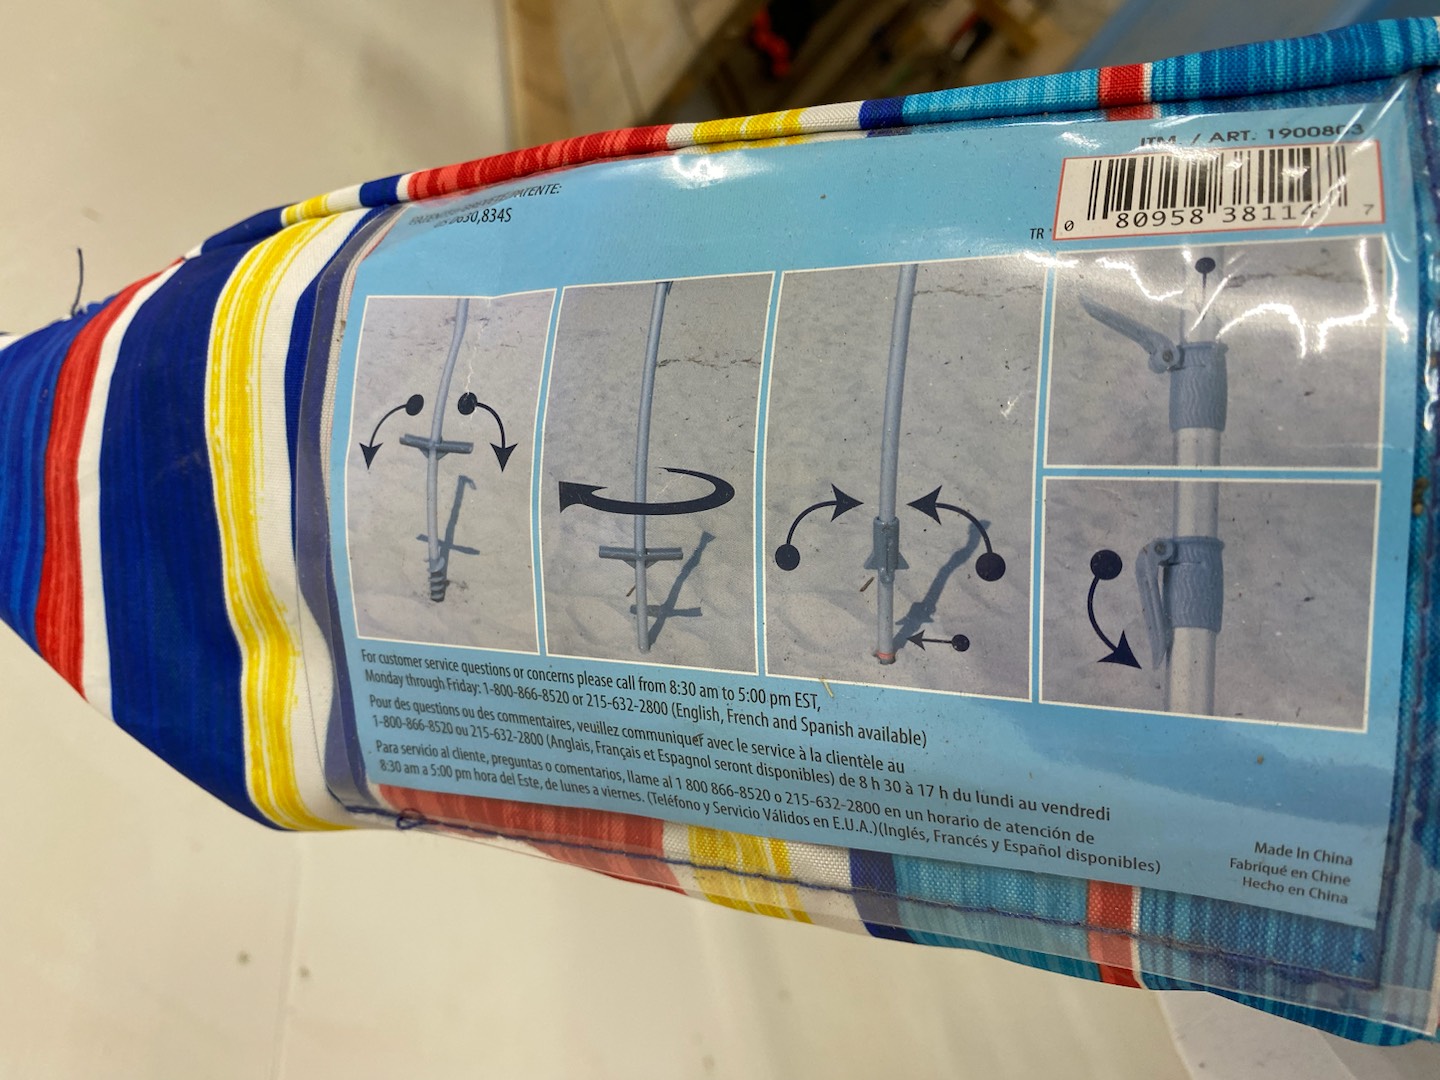 ITM. / ART. 1900803
0 80958 38114 7
TR
US D630,834S
For customer service questions or concerns please call from 8:30 am to 5:00 pm EST,
Monday through Friday: 1-800-866-8520 or 215-632-2800 (English, French and Spanish available)
Pour des questions ou des commentaires, veuillez communiquer avec le service à la clientèle au
1-800-866-8520 ou 215-632-2800 (Anglais, Français et Espagnol seront disponibles) de 8 h 30 à 17 h du lundi au vendredi
Para servicio al cliente, preguntas o comentarios, llame al 1 800 866-8520 o 215-632-2800 en un horario de atención de
8:30 am a 5:00 pm hora del Este, de lunes a viernes. (Teléfono y Servicio Válidos en E.U.A.)(Inglés, Francés y Español disponibles)
Made In China
Fabriqué en Chine
Hecho en China